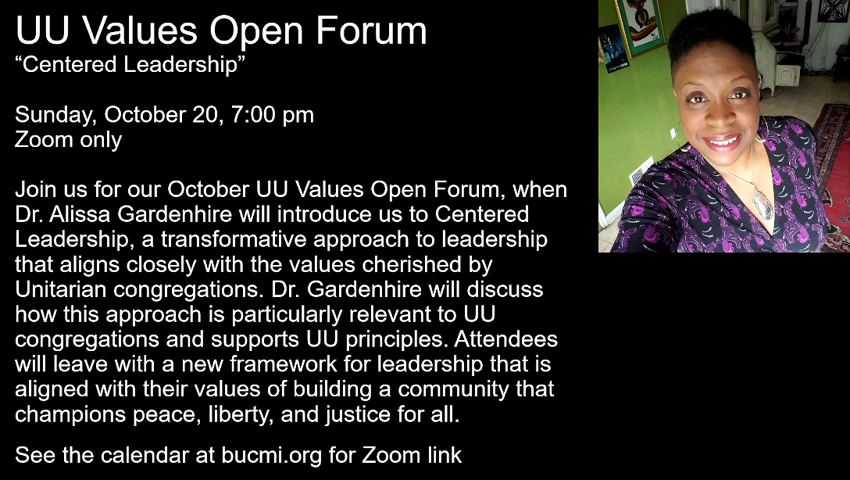 UU Values Open Forum
“Centered Leadership”
Sunday, October 20, 7:00 pm
Zoom only
Join us for our October UU Values Open Forum, when
Dr. Alissa Gardenhire will introduce us to Centered
Leadership, a transformative approach to leadership
that aligns closely with the values cherished by
Unitarian congregations. Dr. Gardenhire will discuss
how this approach is particularly relevant to UU
congregations and supports UU principles. Attendees
will leave with a new framework for leadership that is
aligned with their values of building a community that
champions peace, liberty, and justice for all.
See the calendar at bucmi.org for Zoom link